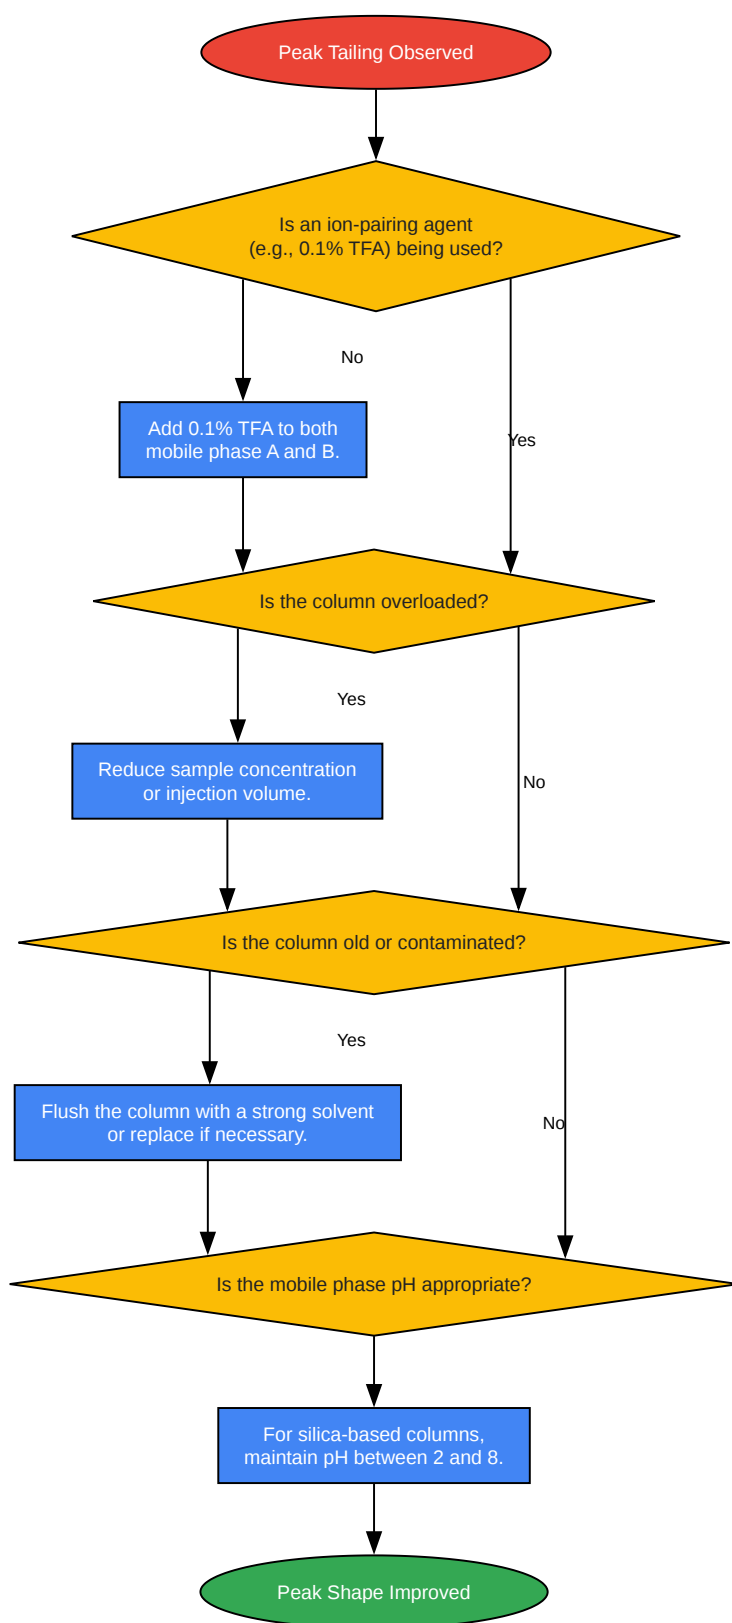 Peak Tailing Observed
Is an ion-pairing agent
(e.g., 0.1% TFA) being used?
No
Add 0.1% TFA to both
mobile phase A and B.
Yes
Is the column overloaded?
Yes
Reduce sample concentration
or injection volume.
No
Is the column old or contaminated?
Yes
Flush the column with a strong solvent
or replace if necessary.
No
Is the mobile phase pH appropriate?
For silica-based columns,
maintain pH between 2 and 8.
Peak Shape Improved